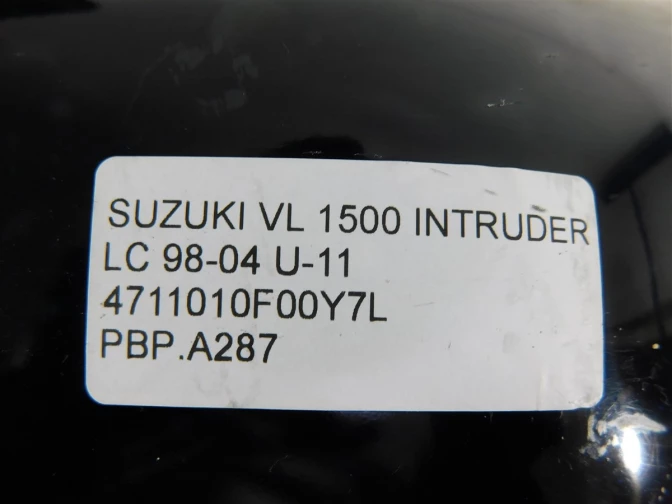 SUZUKI VL 1500 INTRUDER
LC 98-04 U-11
4711010F00Y7L
PBP.A287